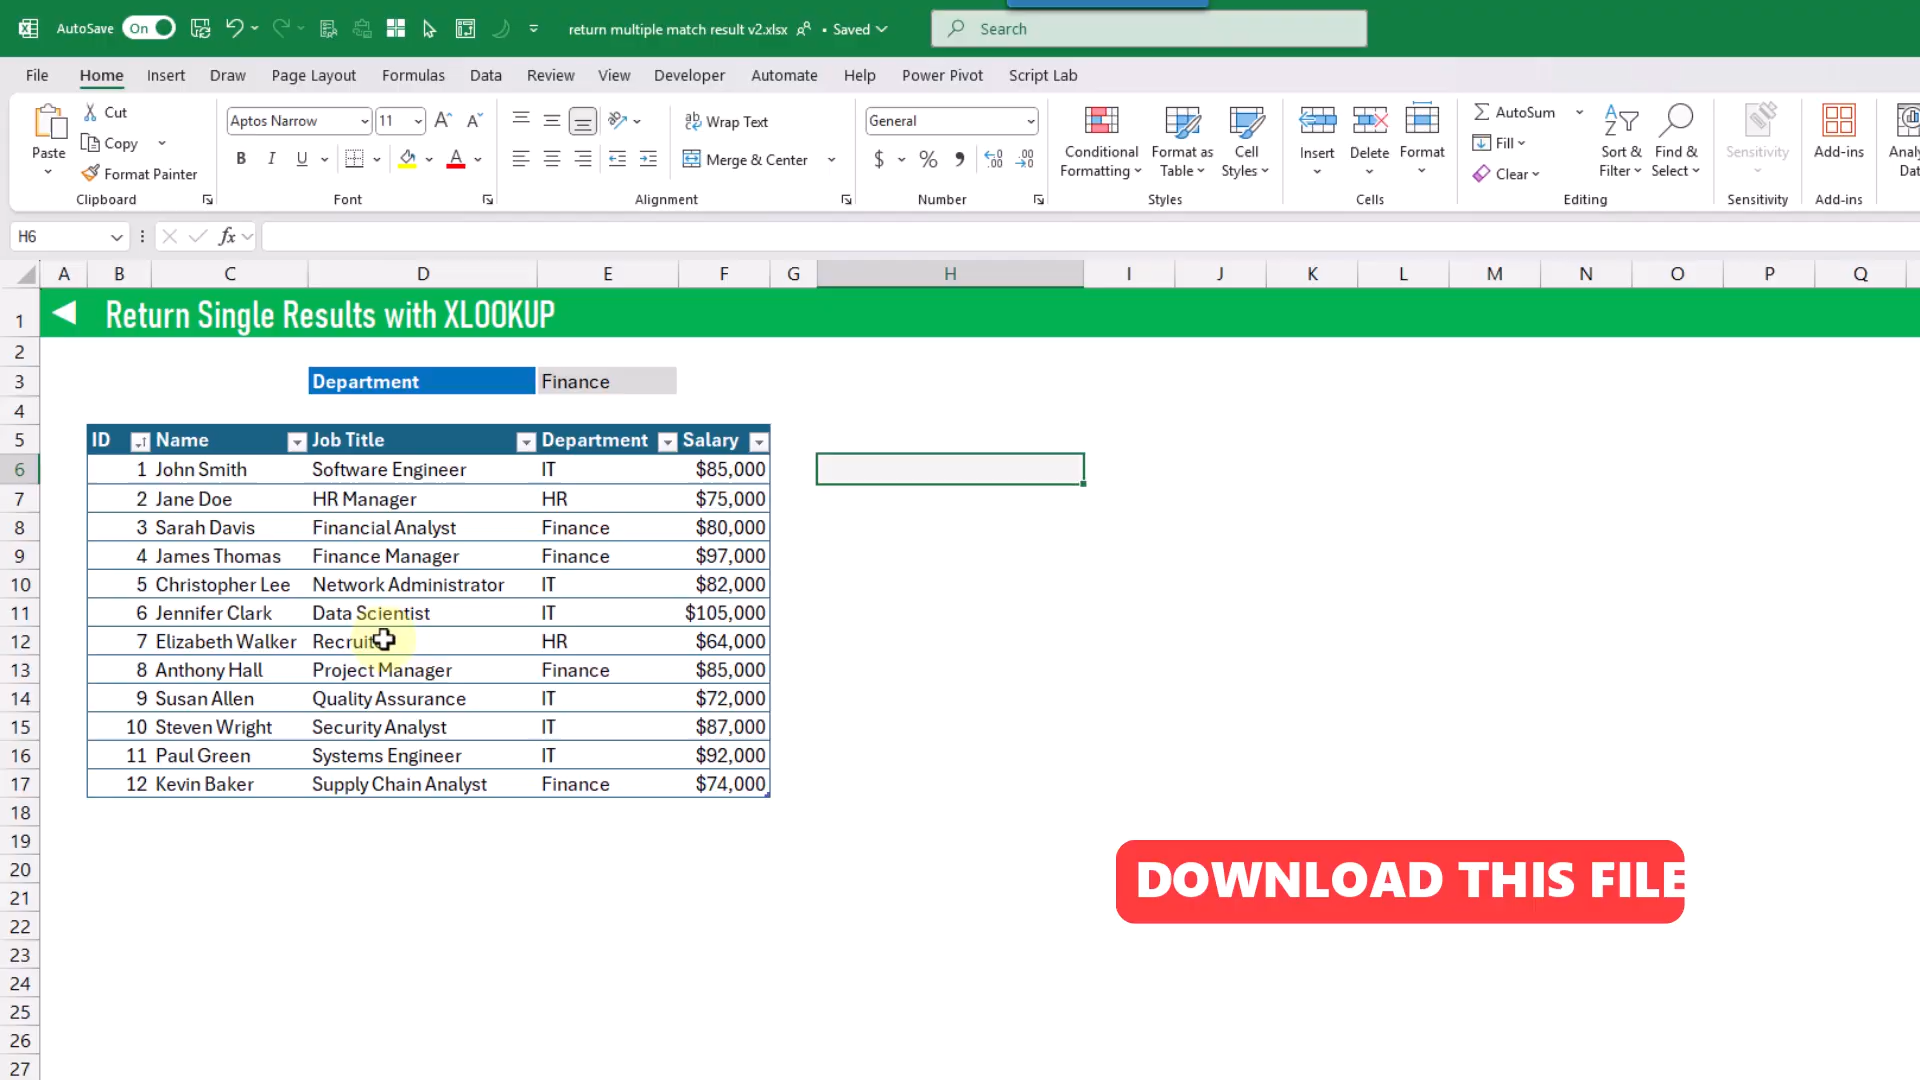 AutoSave On return multiple match result v2.xlsx • Saved Search
File Home Insert Draw Page Layout Formulas Data Review View Developer Automate Help Power Pivot Script Lab
Paste
Cut
Copy
Format Painter
Clipboard
Aptos Narrow 11
B I U
Font
Wrap Text
Merge & Center
Alignment
General
$ % 9
Number
Conditional Formatting
Format as Table
Cell Styles
Styles
Insert Delete Format
Cells
AutoSum
Fill
Clear
Sort & Filter
Find & Select
Editing
Sensitivity
Sensitivity
Add-ins
Add-ins
H6 fx
A B C D E F G H I J K L M N O P Q
1 Return Single Results with XLOOKUP
2
3 Department Finance
4
5 ID Name Job Title Department Salary
6 1 John Smith Software Engineer IT $85,000
7 2 Jane Doe HR Manager HR $75,000
8 3 Sarah Davis Financial Analyst Finance $80,000
9 4 James Thomas Finance Manager Finance $97,000
10 5 Christopher Lee Network Administrator IT $82,000
11 6 Jennifer Clark Data Scientist IT $105,000
12 7 Elizabeth Walker HR $64,000
13 8 Anthony Hall Project Manager Finance $85,000
14 9 Susan Allen Quality Assurance IT $72,000
15 10 Steven Wright Security Analyst IT $87,000
16 11 Paul Green Systems Engineer IT $92,000
17 12 Kevin Baker Supply Chain Analyst Finance $74,000
18
19
20
21
22
23
24
25
26
27
DOWNLOAD THIS FILE